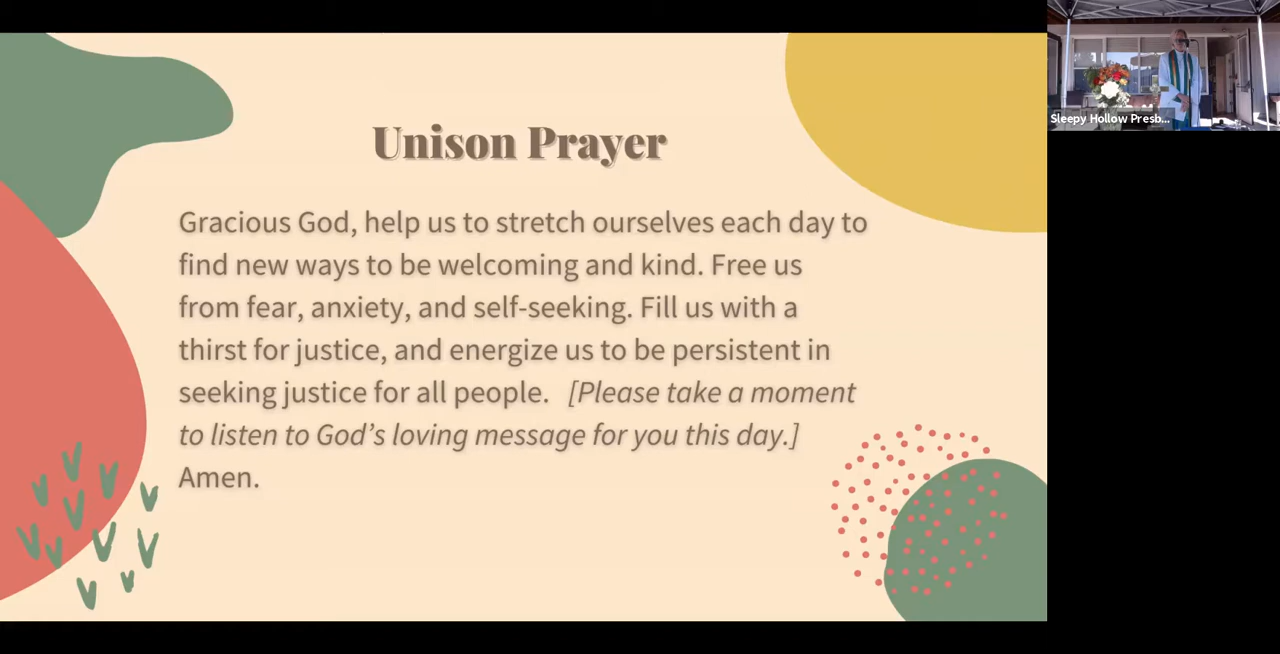 Unison Prayer
Gracious God, help us to stretch ourselves each day to
find new ways to be welcoming and kind. Free us
from fear, anxiety, and self-seeking. Fill us with a
thirst for justice, and energize us to be persistent in
seeking justice for all people. [Please take a moment
to listen to God’s loving message for you this day.]
Amen.
Sleepy Hollow Presb...